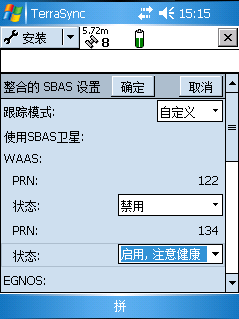 TerraSync 15:15
安装 5.72m 8
整合的 SBAS 设置 确定 取消
跟踪模式: 自定义
使用SBAS卫星:
WAAS:
PRN: 122
状态: 禁用
PRN: 134
状态: 启用, 注意健康
EGNOS:
拼